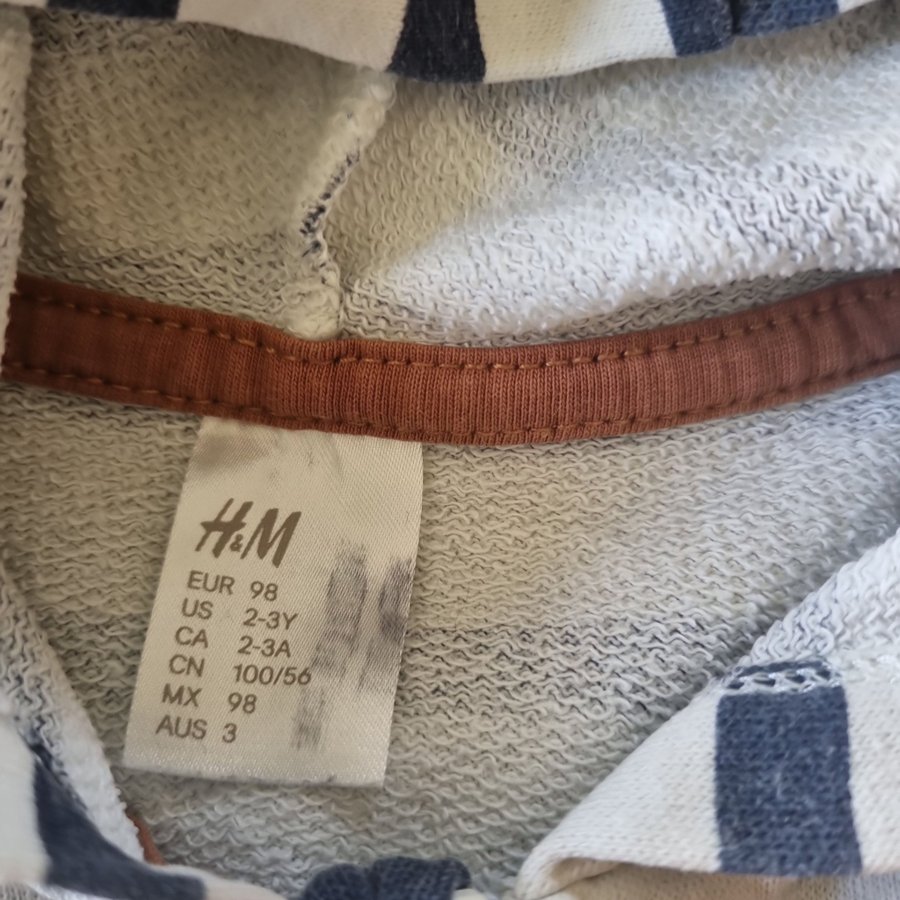 H&M
EUR 98
US 2-3Y
CA 2-3A
CN 100/56
MX 98
AUS 3